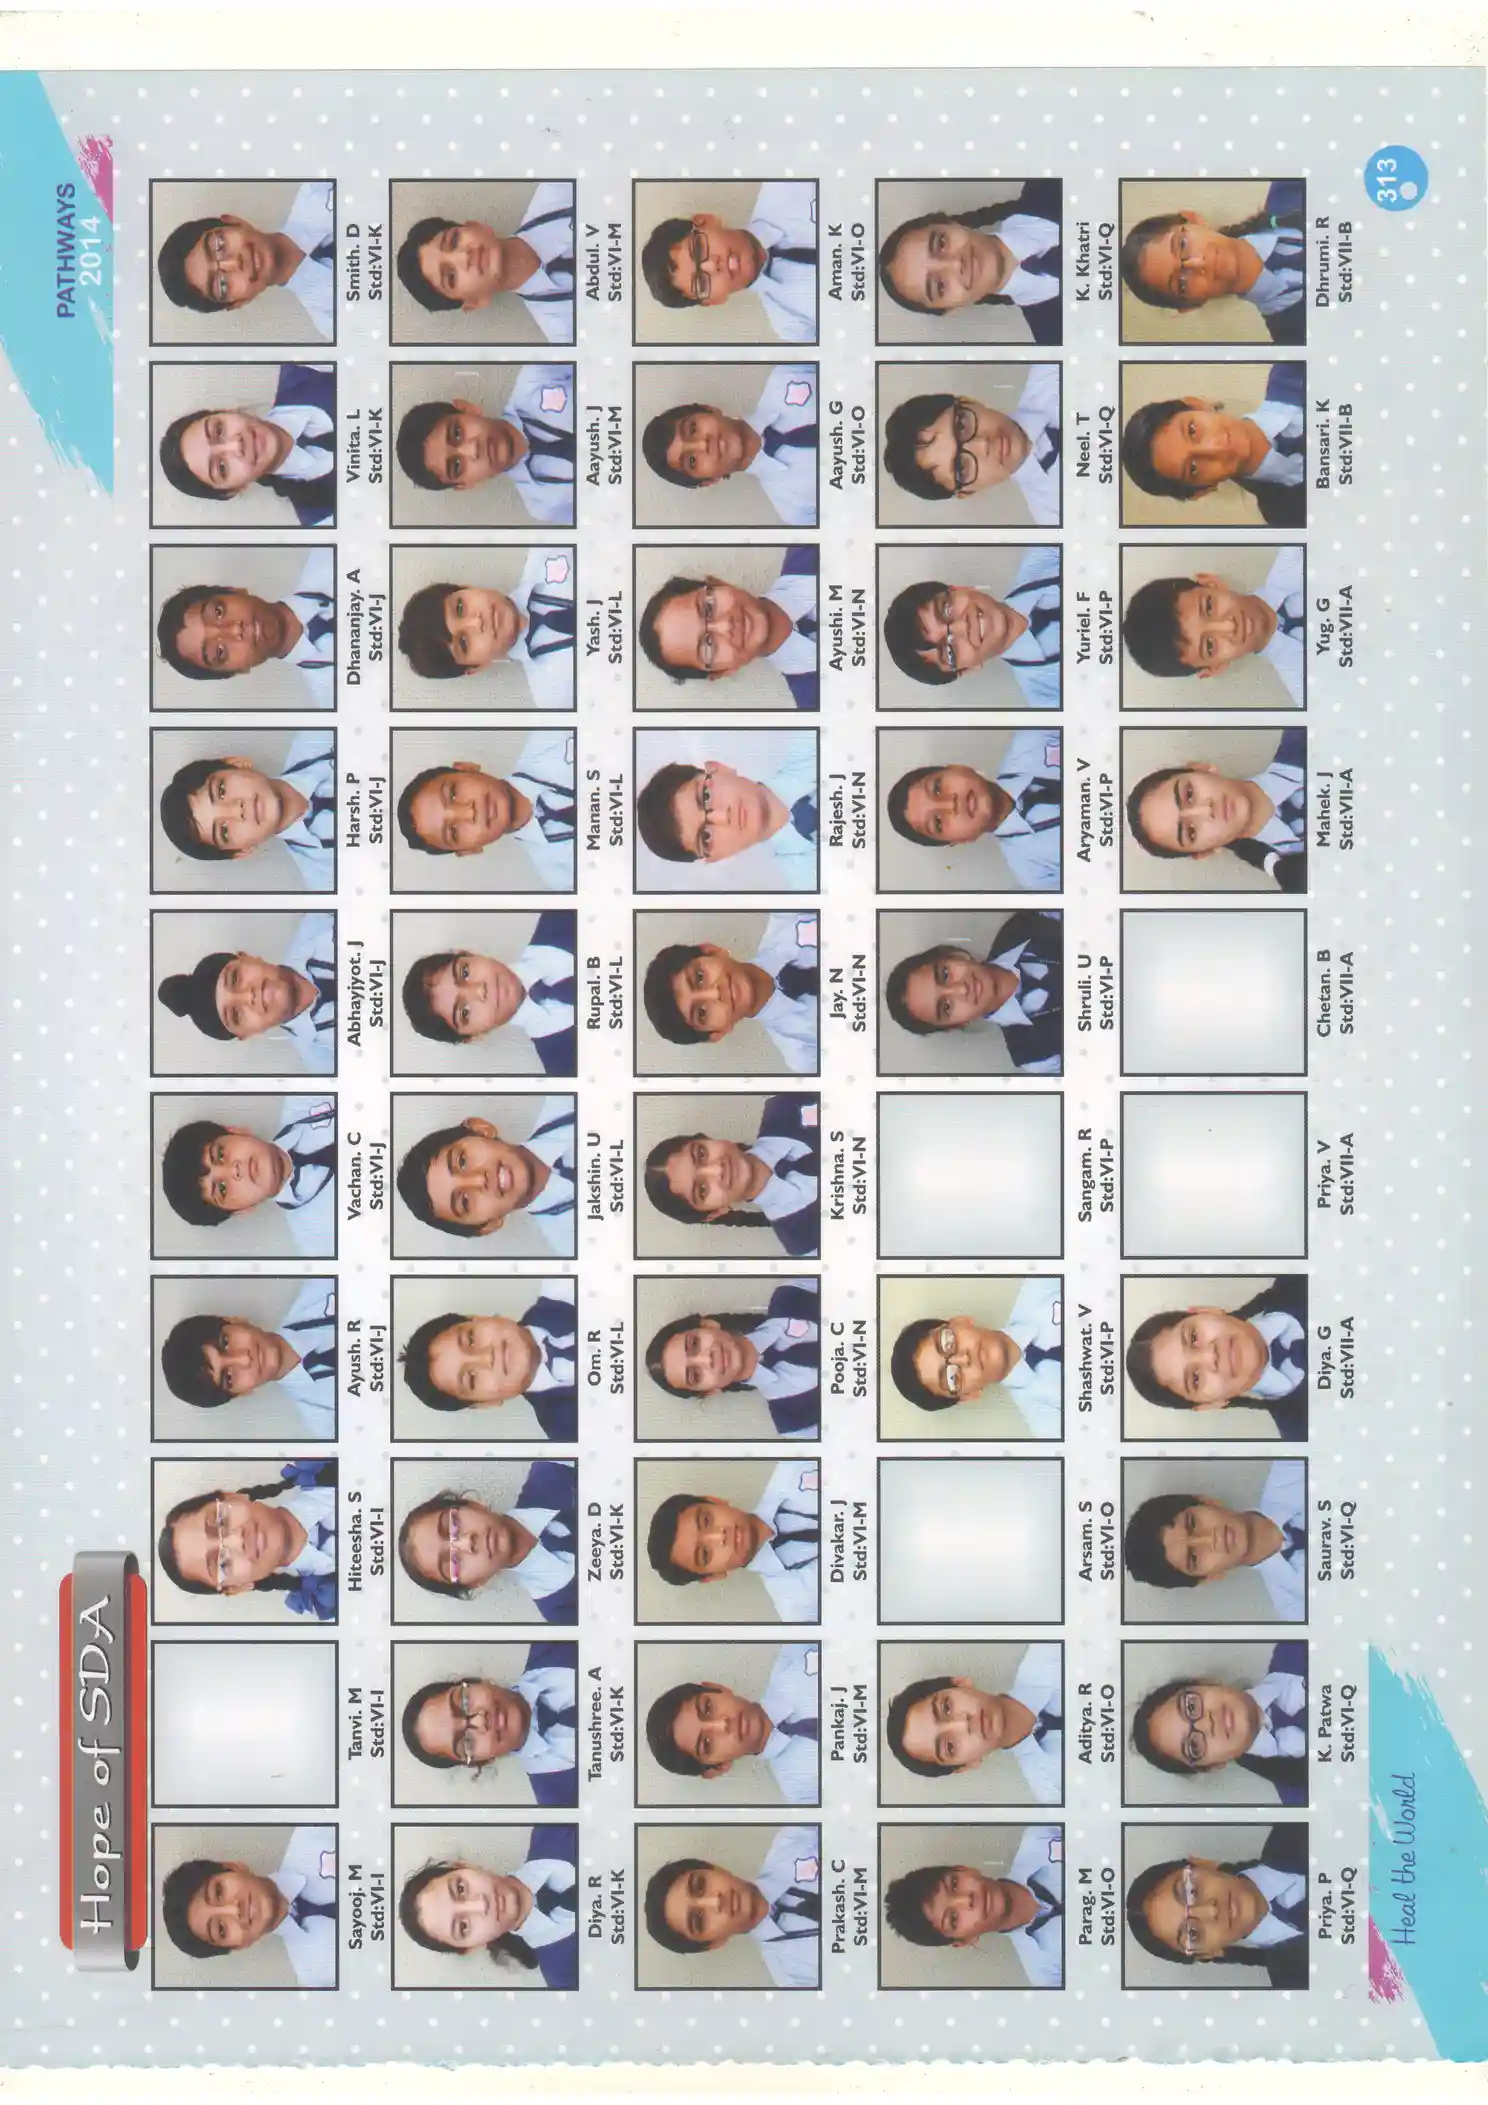 Hope of SDA
PATHWAYS
2014
Sayooj. M
Std:VI-I
Tanvi. M
Std:VI-I
Hiteesha. S
Std:VI-I
Ayush. R
Std:VI-J
Vachan. C
Std:VI-J
Abhayjyot. J
Std:VI-J
Harsh. P
Std:VI-J
Dhananjay. A
Std:VI-J
Vinita. L
Std:VI-K
Smith. D
Std:VI-K
Diya. R
Std:VI-K
Tanushree. A
Std:VI-K
Zeeya. D
Std:VI-K
Om. R
Std:VI-L
Jakshin. U
Std:VI-L
Rupal. B
Std:VI-L
Manan. S
Std:VI-L
Yash. J
Std:VI-L
Aayush. J
Std:VI-M
Abdul. V
Std:VI-M
Prakash. C
Std:VI-M
Pankaj. J
Std:VI-M
Divakar. J
Std:VI-M
Pooja. C
Std:VI-N
Krishna. S
Std:VI-N
Jay. N
Std:VI-N
Rajesh. J
Std:VI-N
Ayushi. M
Std:VI-N
Aayush. G
Std:VI-O
Aman. K
Std:VI-O
Parag. M
Std:VI-O
Aditya. R
Std:VI-O
Arsam. S
Std:VI-O
Shashwat. V
Std:VI-P
Sangam. R
Std:VI-P
Shruli. U
Std:VI-P
Aryaman. V
Std:VI-P
Yuriel. F
Std:VI-P
Neel. T
Std:VI-Q
K. Khatri
Std:VI-Q
Priya. P
Std:VI-Q
K. Patwa
Std:VI-Q
Saurav. S
Std:VI-Q
Diya. G
Std:VII-A
Priya. V
Std:VII-A
Chetan. B
Std:VII-A
Mahek. J
Std:VII-A
Yug. G
Std:VII-A
Bansari. K
Std:VII-B
Dhrumi. R
Std:VII-B
Heal the World
313